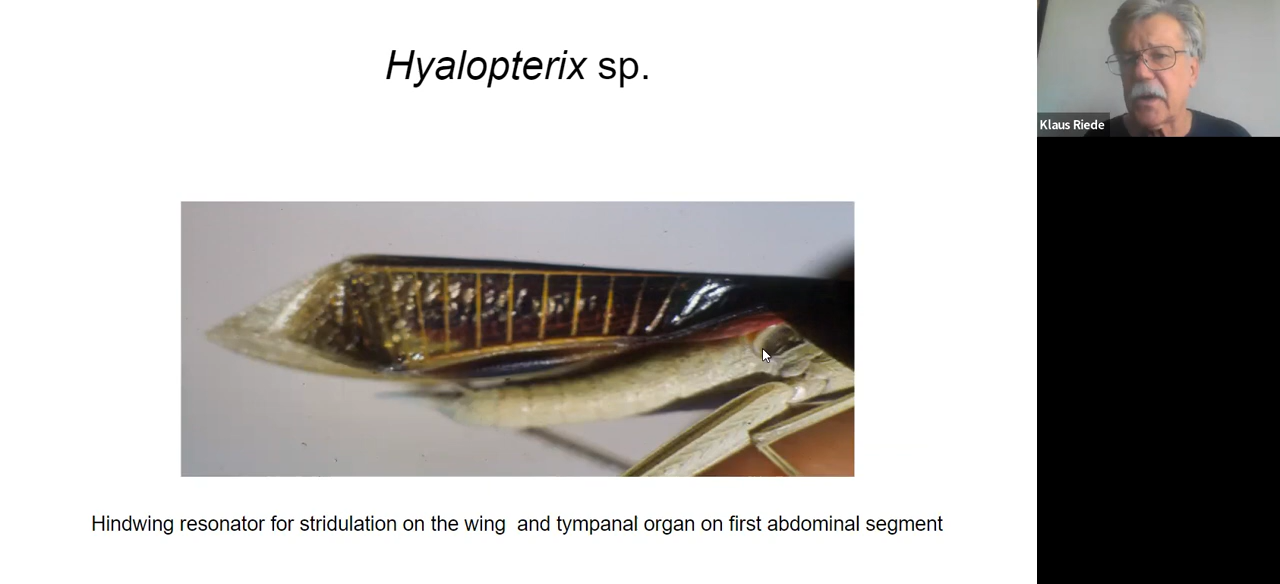 Hyalopterix sp.
Klaus Riede
Hindwing resonator for stridulation on the wing  and tympanal organ on first abdominal segment